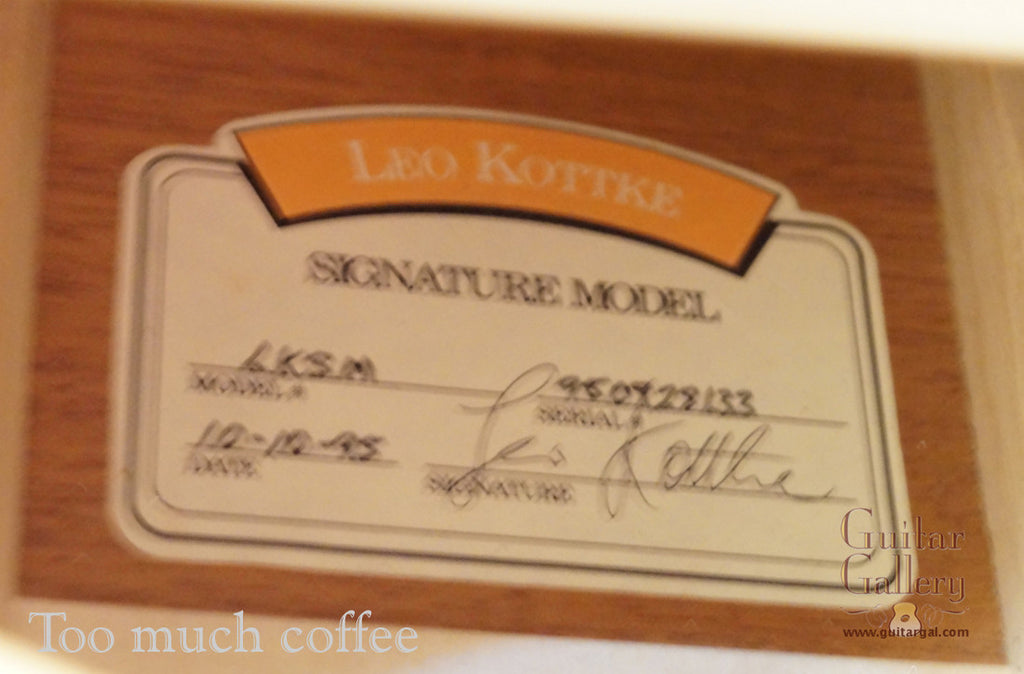 LEO KOTTKE
SIGNATURE MODEL
LKSM
MODEL #
950428133
SERIAL #
10-10-95
DATE
Leo Kottke
SIGNATURE
Guitar
Gallery
www.guitargal.com
Too much coffee